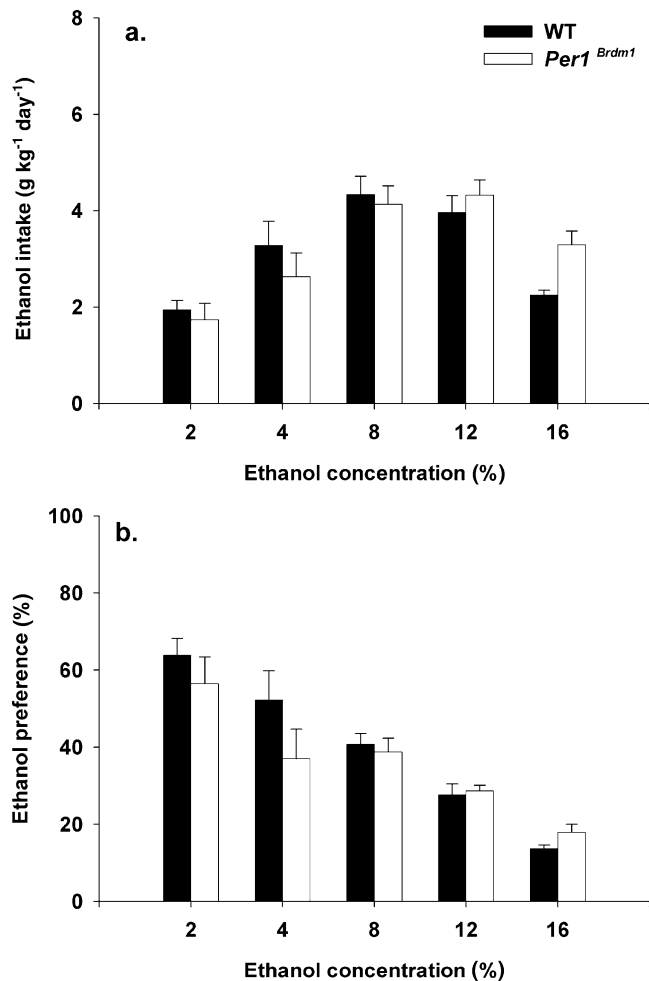 a.
WT
Per1 Brdm1
Ethanol intake (g kg-1 day-1)
8
6
4
2
0
2 4 8 12 16
Ethanol concentration (%)
b.
Ethanol preference (%)
100
80
60
40
20
0
2 4 8 12 16
Ethanol concentration (%)